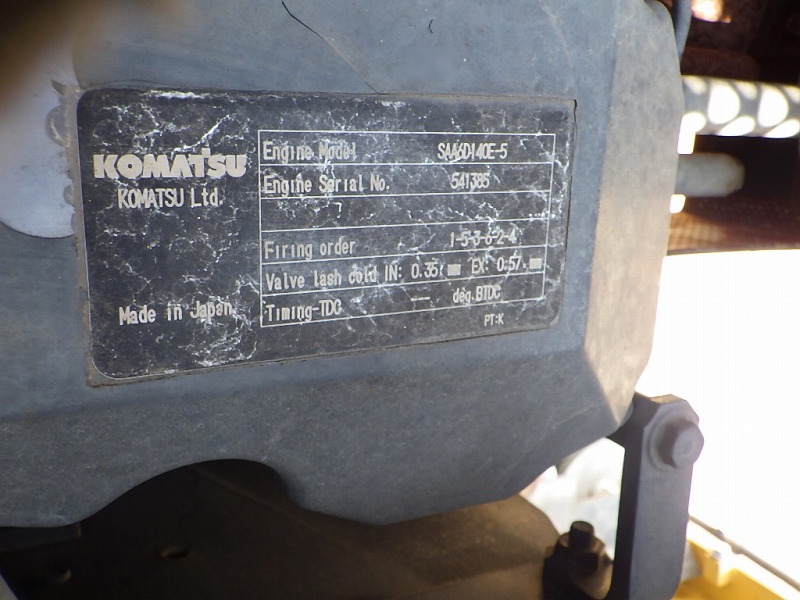 KOMATSU
KOMATSU Ltd.
Made in Japan
Engine Model SAA6D140E-5
Engine Serial No. 541385
Firing order 1-5-3-6-2-4
Valve lash cold IN: 0.35 mm EX: 0.57 mm
Timing-TDC --- deg.BTDC
PT:K